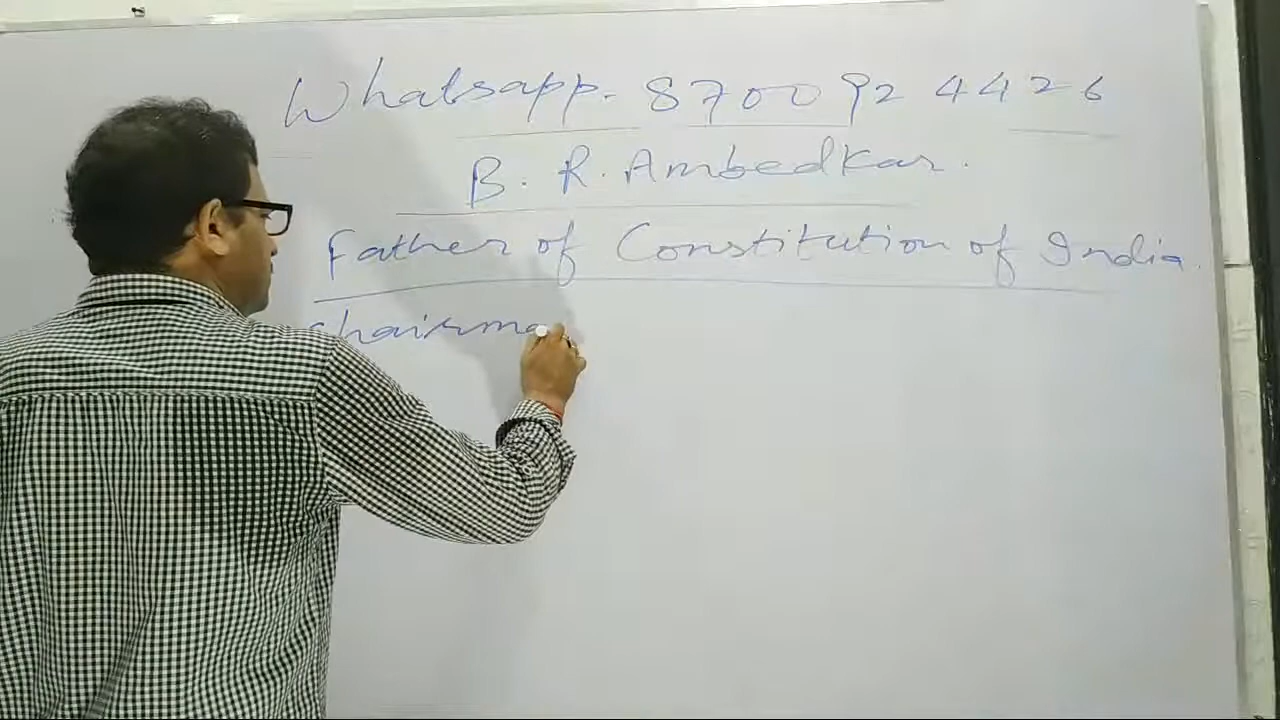 Whatsapp. 8700924426
B. R. Ambedkar.
Father of Constitution of India.
Chairma